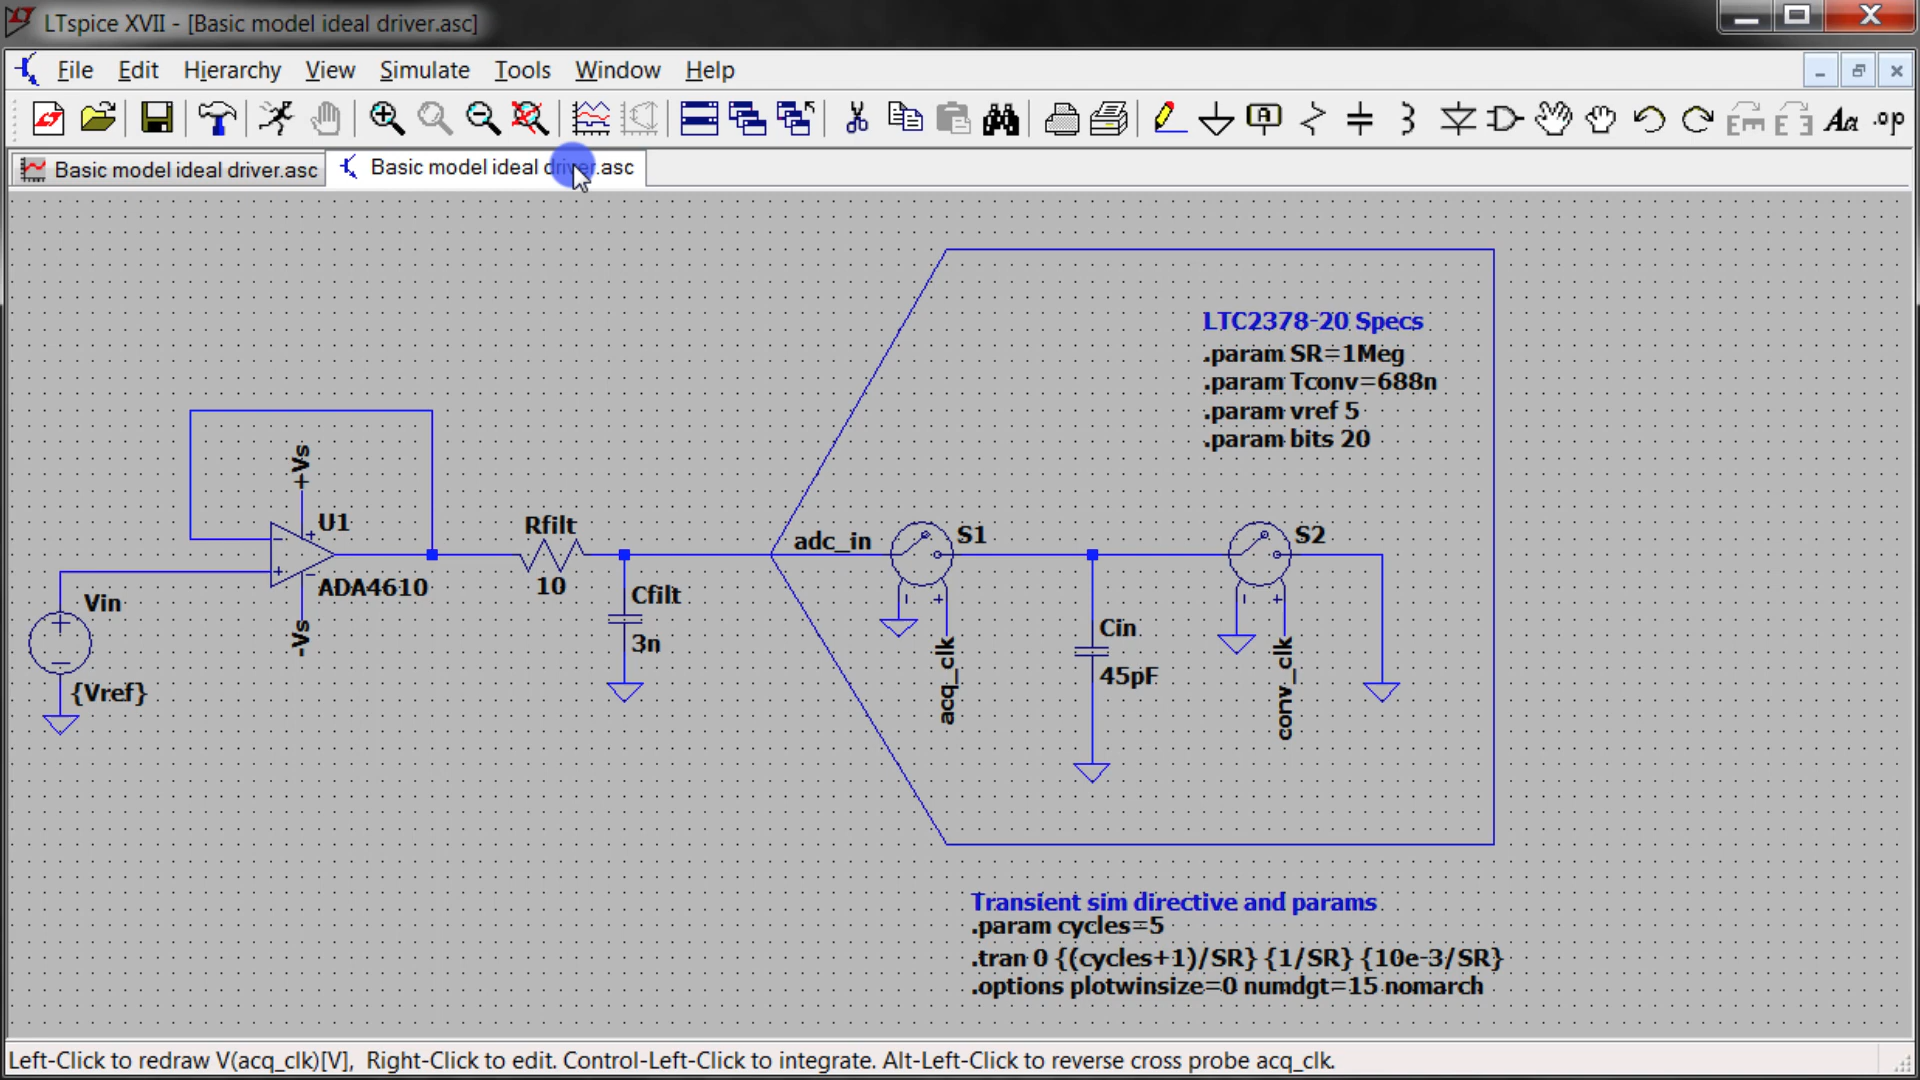 LTspice XVII - [Basic model ideal driver.asc]
File Edit Hierarchy View Simulate Tools Window Help
Basic model ideal driver.asc
Basic model ideal driver.asc
LTC2378-20 Specs
.param SR=1Meg
.param Tconv=688n
.param vref 5
.param bits 20
+Vs
U1
ADA4610
-Vs
Vin
{Vref}
Rfilt
10
Cfilt
3n
adc_in
S1
acq_clk
Cin
45pF
S2
conv_clk
Transient sim directive and params
.param cycles=5
.tran 0 {(cycles+1)/SR} {1/SR} {10e-3/SR}
.options plotwinsize=0 numdgt=15 nomarch
Left-Click to redraw V(acq_clk)[V],  Right-Click to edit. Control-Left-Click to integrate. Alt-Left-Click to reverse cross probe acq_clk.